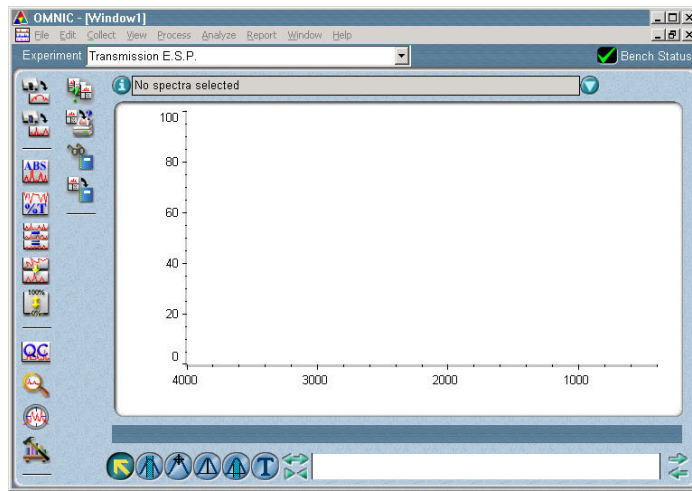 OMNIC - [Window1]
File Edit Collect View Process Analyze Report Window Help
Experiment Transmission E.S.P. Bench Status
No spectra selected
100
80
60
40
20
0
4000 3000 2000 1000
ABS
%T
100%
0%
QC
T